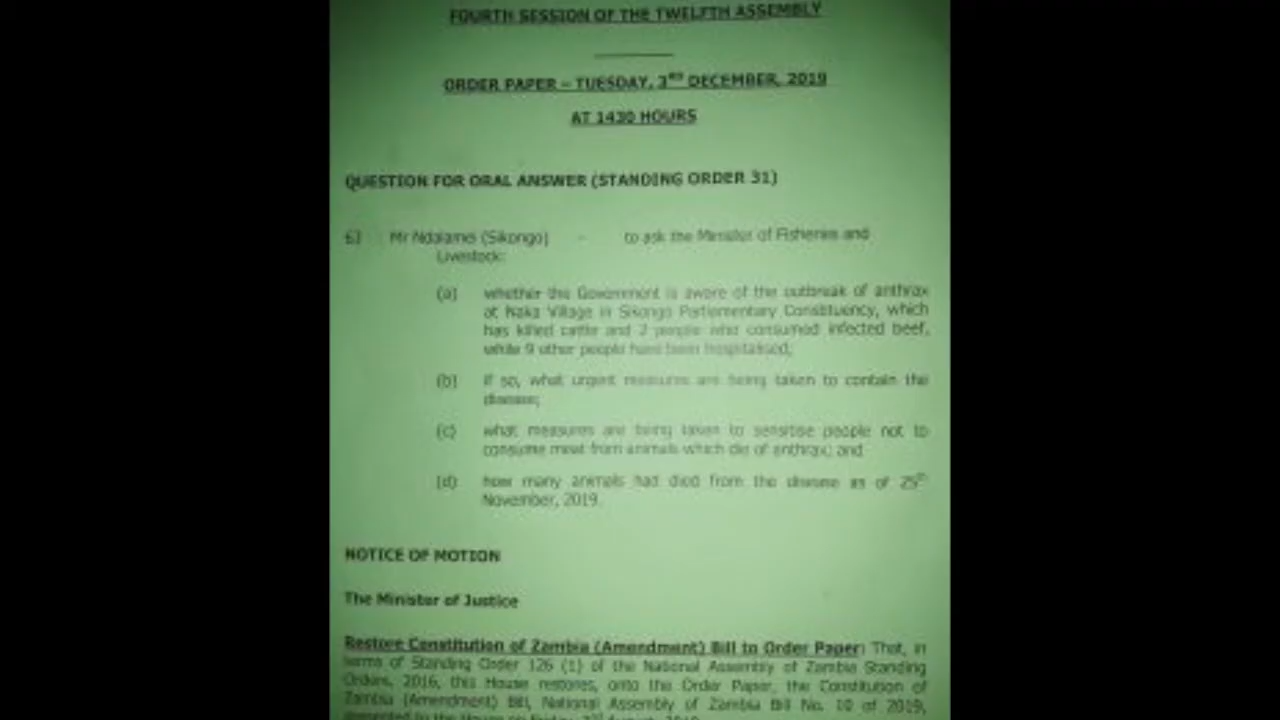 FOURTH SESSION OF THE TWELFTH ASSEMBLY
ORDER PAPER – TUESDAY, 3RD DECEMBER, 2019
AT 1430 HOURS
QUESTION FOR ORAL ANSWER (STANDING ORDER 31)
Mr Ndalamei (Sikongo) - to ask the Minister of Fisheries and
Livestock:
(a) whether the Government is aware of the outbreak of anthrax
at Naka Village in Sikongo Parliamentary Constituency, which
has killed cattle and 2 people who consumed infected beef,
while 9 other people have been hospitalised;
(b) if so, what urgent measures are being taken to contain the
disease;
(c) what measures are being taken to sensitise people not to
consume meat from animals which die of anthrax; and
(d) how many animals had died from the disease as of 25th
November, 2019.
NOTICE OF MOTION
The Minister of Justice
Restore Constitution of Zambia (Amendment) Bill to Order Paper: That, in
terms of Standing Order 126 (1) of the National Assembly of Zambia Standing
Orders, 2016, this House restores, onto the Order Paper, the Constitution of
Zambia (Amendment) Bill, National Assembly of Zambia Bill No. 10 of 2019,